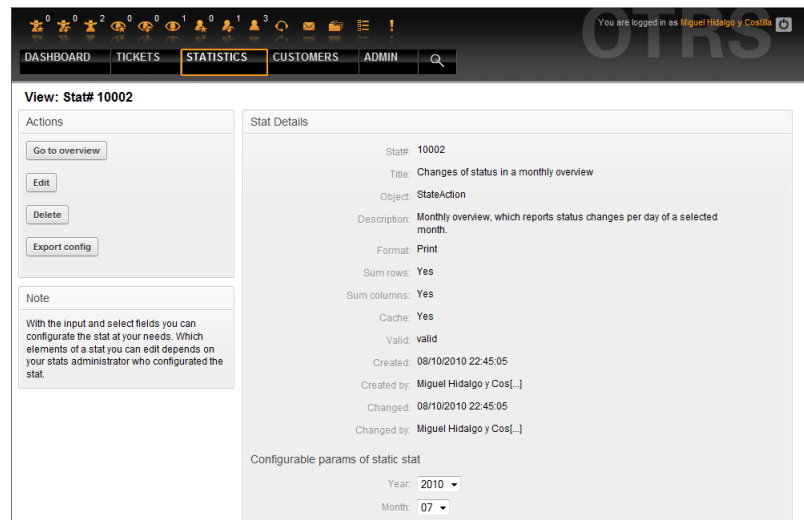 0 0 2 0 0 1 0 1 3
You are logged in as Miguel Hidalgo y Costilla
OTRS
DASHBOARD TICKETS STATISTICS CUSTOMERS ADMIN
View: Stat# 10002
Actions
Go to overview
Edit
Delete
Export config
Note
With the input and select fields you can
configurate the stat at your needs. Which
elements of a stat you can edit depends on
your stats administrator who configurated the
stat.
Stat Details
Stat#: 10002
Title: Changes of status in a monthly overview
Object: StateAction
Description: Monthly overview, which reports status changes per day of a selected
month.
Format: Print
Sum rows: Yes
Sum columns: Yes
Cache: Yes
Valid: valid
Created: 08/10/2010 22:45:05
Created by: Miguel Hidalgo y Cos[...]
Changed: 08/10/2010 22:45:05
Changed by: Miguel Hidalgo y Cos[...]
Configurable params of static stat
Year: 2010
Month: 07